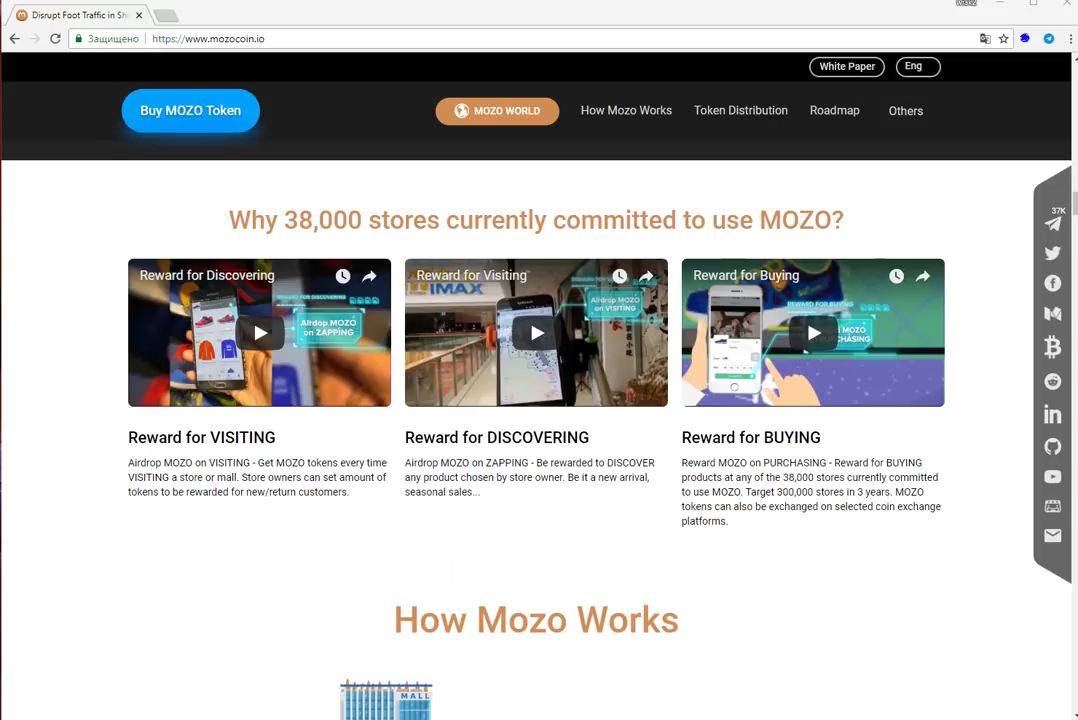 Disrupt Foot Traffic in Sh
Защищено
https://www.mozocoin.io
White Paper
Eng
Buy MOZO Token
MOZO WORLD
How Mozo Works
Token Distribution
Roadmap
Others
Why 38,000 stores currently committed to use MOZO?
37K
Reward for Discovering
REWARD FOR DISCOVERING
Airdop MOZO
on ZAPPING
Reward for Visiting
IMAX
Airdop MOZO
on VISITING
Reward for Buying
REWARD FOR BUYING
MOZO
Reward for VISITING
Airdrop MOZO on VISITING - Get MOZO tokens every time
VISITING a store or mall. Store owners can set amount of
tokens to be rewarded for new/return customers.
Reward for DISCOVERING
Airdrop MOZO on ZAPPING - Be rewarded to DISCOVER
any product chosen by store owner. Be it a new arrival,
seasonal sales...
Reward for BUYING
Reward MOZO on PURCHASING - Reward for BUYING
products at any of the 38,000 stores currently committed
to use MOZO. Target 300,000 stores in 3 years. MOZO
tokens can also be exchanged on selected coin exchange
platforms.
How Mozo Works
MALL